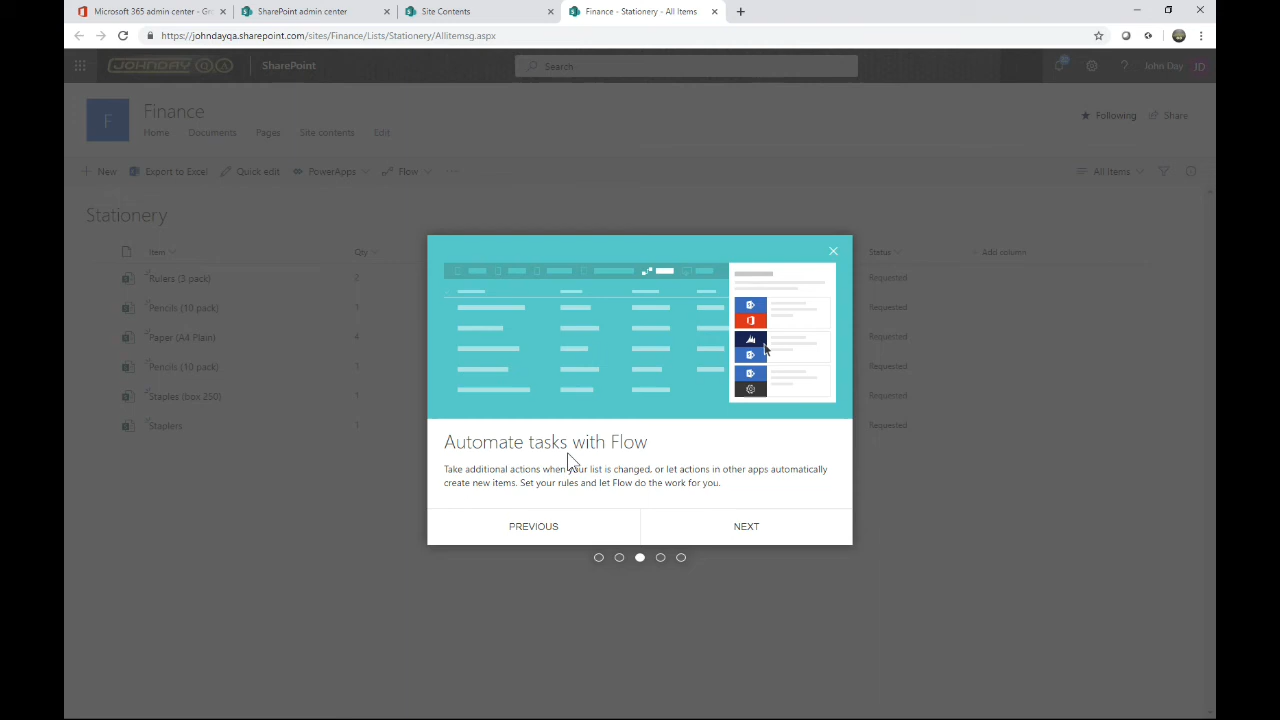 Microsoft 365 admin center - Gr
SharePoint admin center
Site Contents
Finance - Stationery - All Items
https://johndayqa.sharepoint.com/sites/Finance/Lists/Stationery/Allitemsg.aspx
JOHNDAY Q A
SharePoint
Search
John Day
JD
F
Finance
Home Documents Pages Site contents Edit
Following
Share
New
Export to Excel
Quick edit
PowerApps
Flow
All Items
Stationery
Item
Qty
Status
Add column
Rulers (3 pack) 2 Requested
Pencils (10 pack) 3 Requested
Paper (A4 Plain) 4 Requested
Pencils (10 pack) 1 Requested
Staples (box 250) 1 Requested
Staplers 1 Requested
Automate tasks with Flow
Take additional actions when your list is changed, or let actions in other apps automatically
create new items. Set your rules and let Flow do the work for you.
PREVIOUS
NEXT